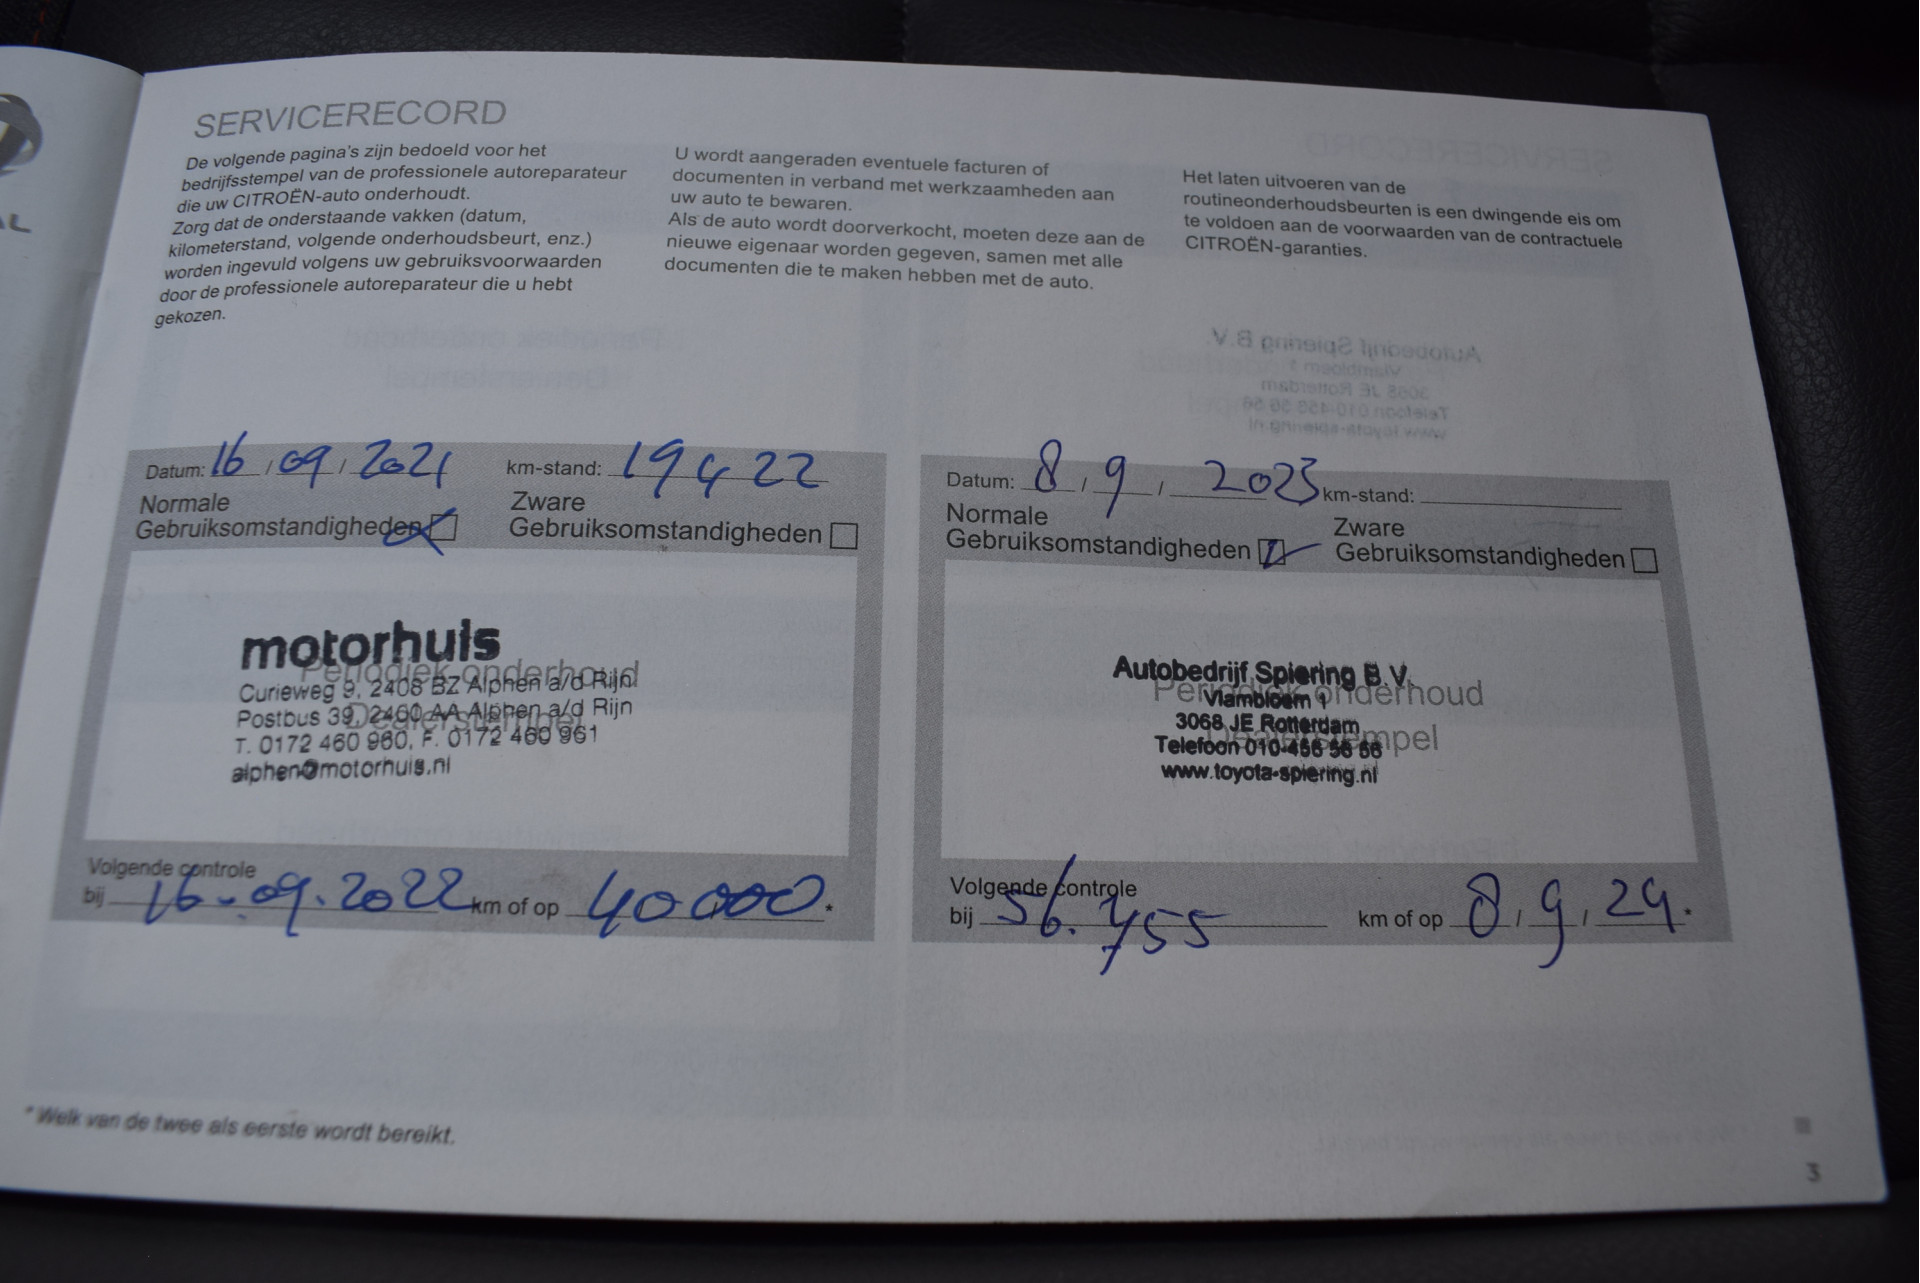 AL
SERVICERECORD
De volgende pagina's zijn bedoeld voor het
bedrijfsstempel van de professionele autoreparateur
die uw CITROËN-auto onderhoudt.
Zorg dat de onderstaande vakken (datum,
kilometerstand, volgende onderhoudsbeurt, enz.)
worden ingevuld volgens uw gebruiksvoorwaarden
door de professionele autoreparateur die u hebt
gekozen.
U wordt aangeraden eventuele facturen of
documenten in verband met werkzaamheden aan
uw auto te bewaren.
Als de auto wordt doorverkocht, moeten deze aan de
nieuwe eigenaar worden gegeven, samen met alle
documenten die te maken hebben met de auto.
Het laten uitvoeren van de
routineonderhoudsbeurten is een dwingende eis om
te voldoen aan de voorwaarden van de contractuele
CITROËN-garanties.
Datum: 16 / 09 / 2021 km-stand: 19422
Normale
Gebruiksomstandigheden
Zware
Gebruiksomstandigheden
motorhuis
Periodiek onderhoud
Curieweg 9, 2408 BZ Alphen a/d Rijn
Dealerstempel
Postbus 39, 2400 AA Alphen a/d Rijn
T. 0172 460 960, F. 0172 460 961
alphen@motorhuis.nl
Volgende controle
bij 16-09.2022 km of op 40000 *
Datum: 8 / 9 / 2023 km-stand:
Normale
Gebruiksomstandigheden
Zware
Gebruiksomstandigheden
Autobedrijf Spiering B.V.
Periodiek onderhoud
Vlambloem 1
3068 JE Rotterdam
Dealerstempel
Telefoon 010-456 56 56
www.toyota-spiering.nl
Volgende controle
bij 56.755 km of op 8 / 9 / 24 *
* Welk van de twee als eerste wordt bereikt.
3